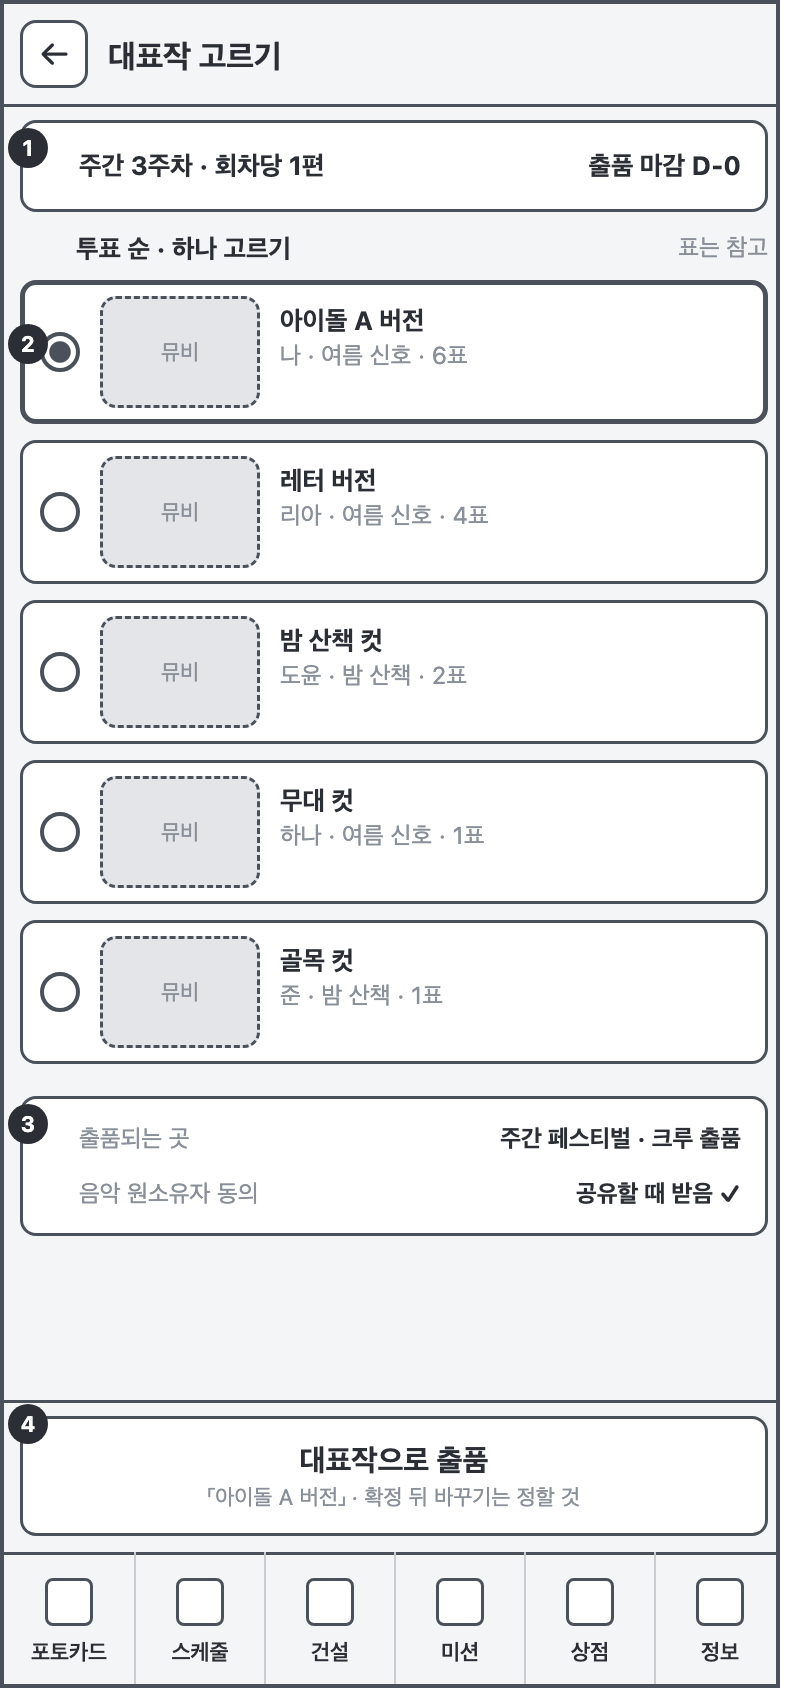 대표작 고르기
1
주간 3주차 · 회차당 1편 출품 마감 D-0
투표 순 · 하나 고르기 표는 참고
2
뮤비
아이돌 A 버전
나 · 여름 신호 · 6표
뮤비
레터 버전
리아 · 여름 신호 · 4표
뮤비
밤 산책 컷
도윤 · 밤 산책 · 2표
뮤비
무대 컷
하나 · 여름 신호 · 1표
뮤비
골목 컷
준 · 밤 산책 · 1표
3
출품되는 곳 주간 페스티벌 · 크루 출품
음악 원소유자 동의 공유할 때 받음 ✓
4
대표작으로 출품
「아이돌 A 버전」 · 확정 뒤 바꾸기는 정할 것
포토카드 스케줄 건설 미션 상점 정보